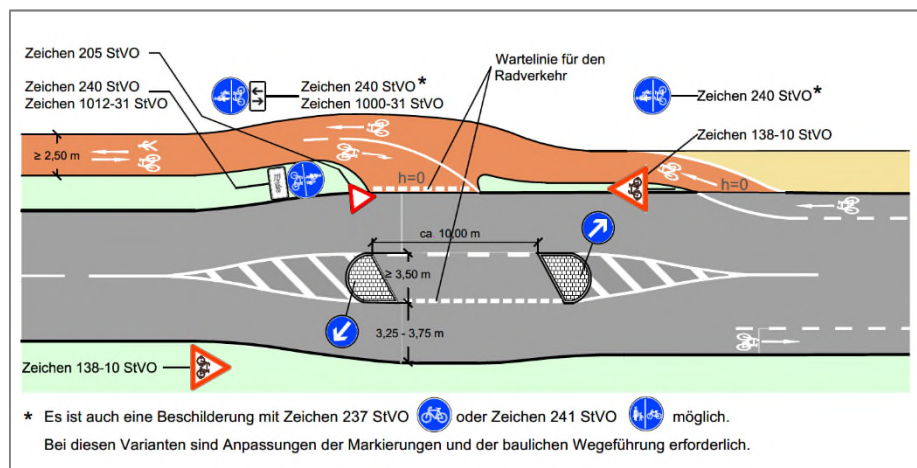 Zeichen 205 StVO
Zeichen 240 StVO
Zeichen 1012-31 StVO
Zeichen 240 StVO*
Zeichen 1000-31 StVO
Wartelinie für den
Radverkehr
Zeichen 240 StVO*
Zeichen 138-10 StVO
≥ 2,50 m
Ende
h=0
h=0
ca. 10,00 m
≥ 3,50 m
3,25 - 3,75 m
Zeichen 138-10 StVO
* Es ist auch eine Beschilderung mit Zeichen 237 StVO oder Zeichen 241 StVO möglich.
Bei diesen Varianten sind Anpassungen der Markierungen und der baulichen Wegeführung erforderlich.